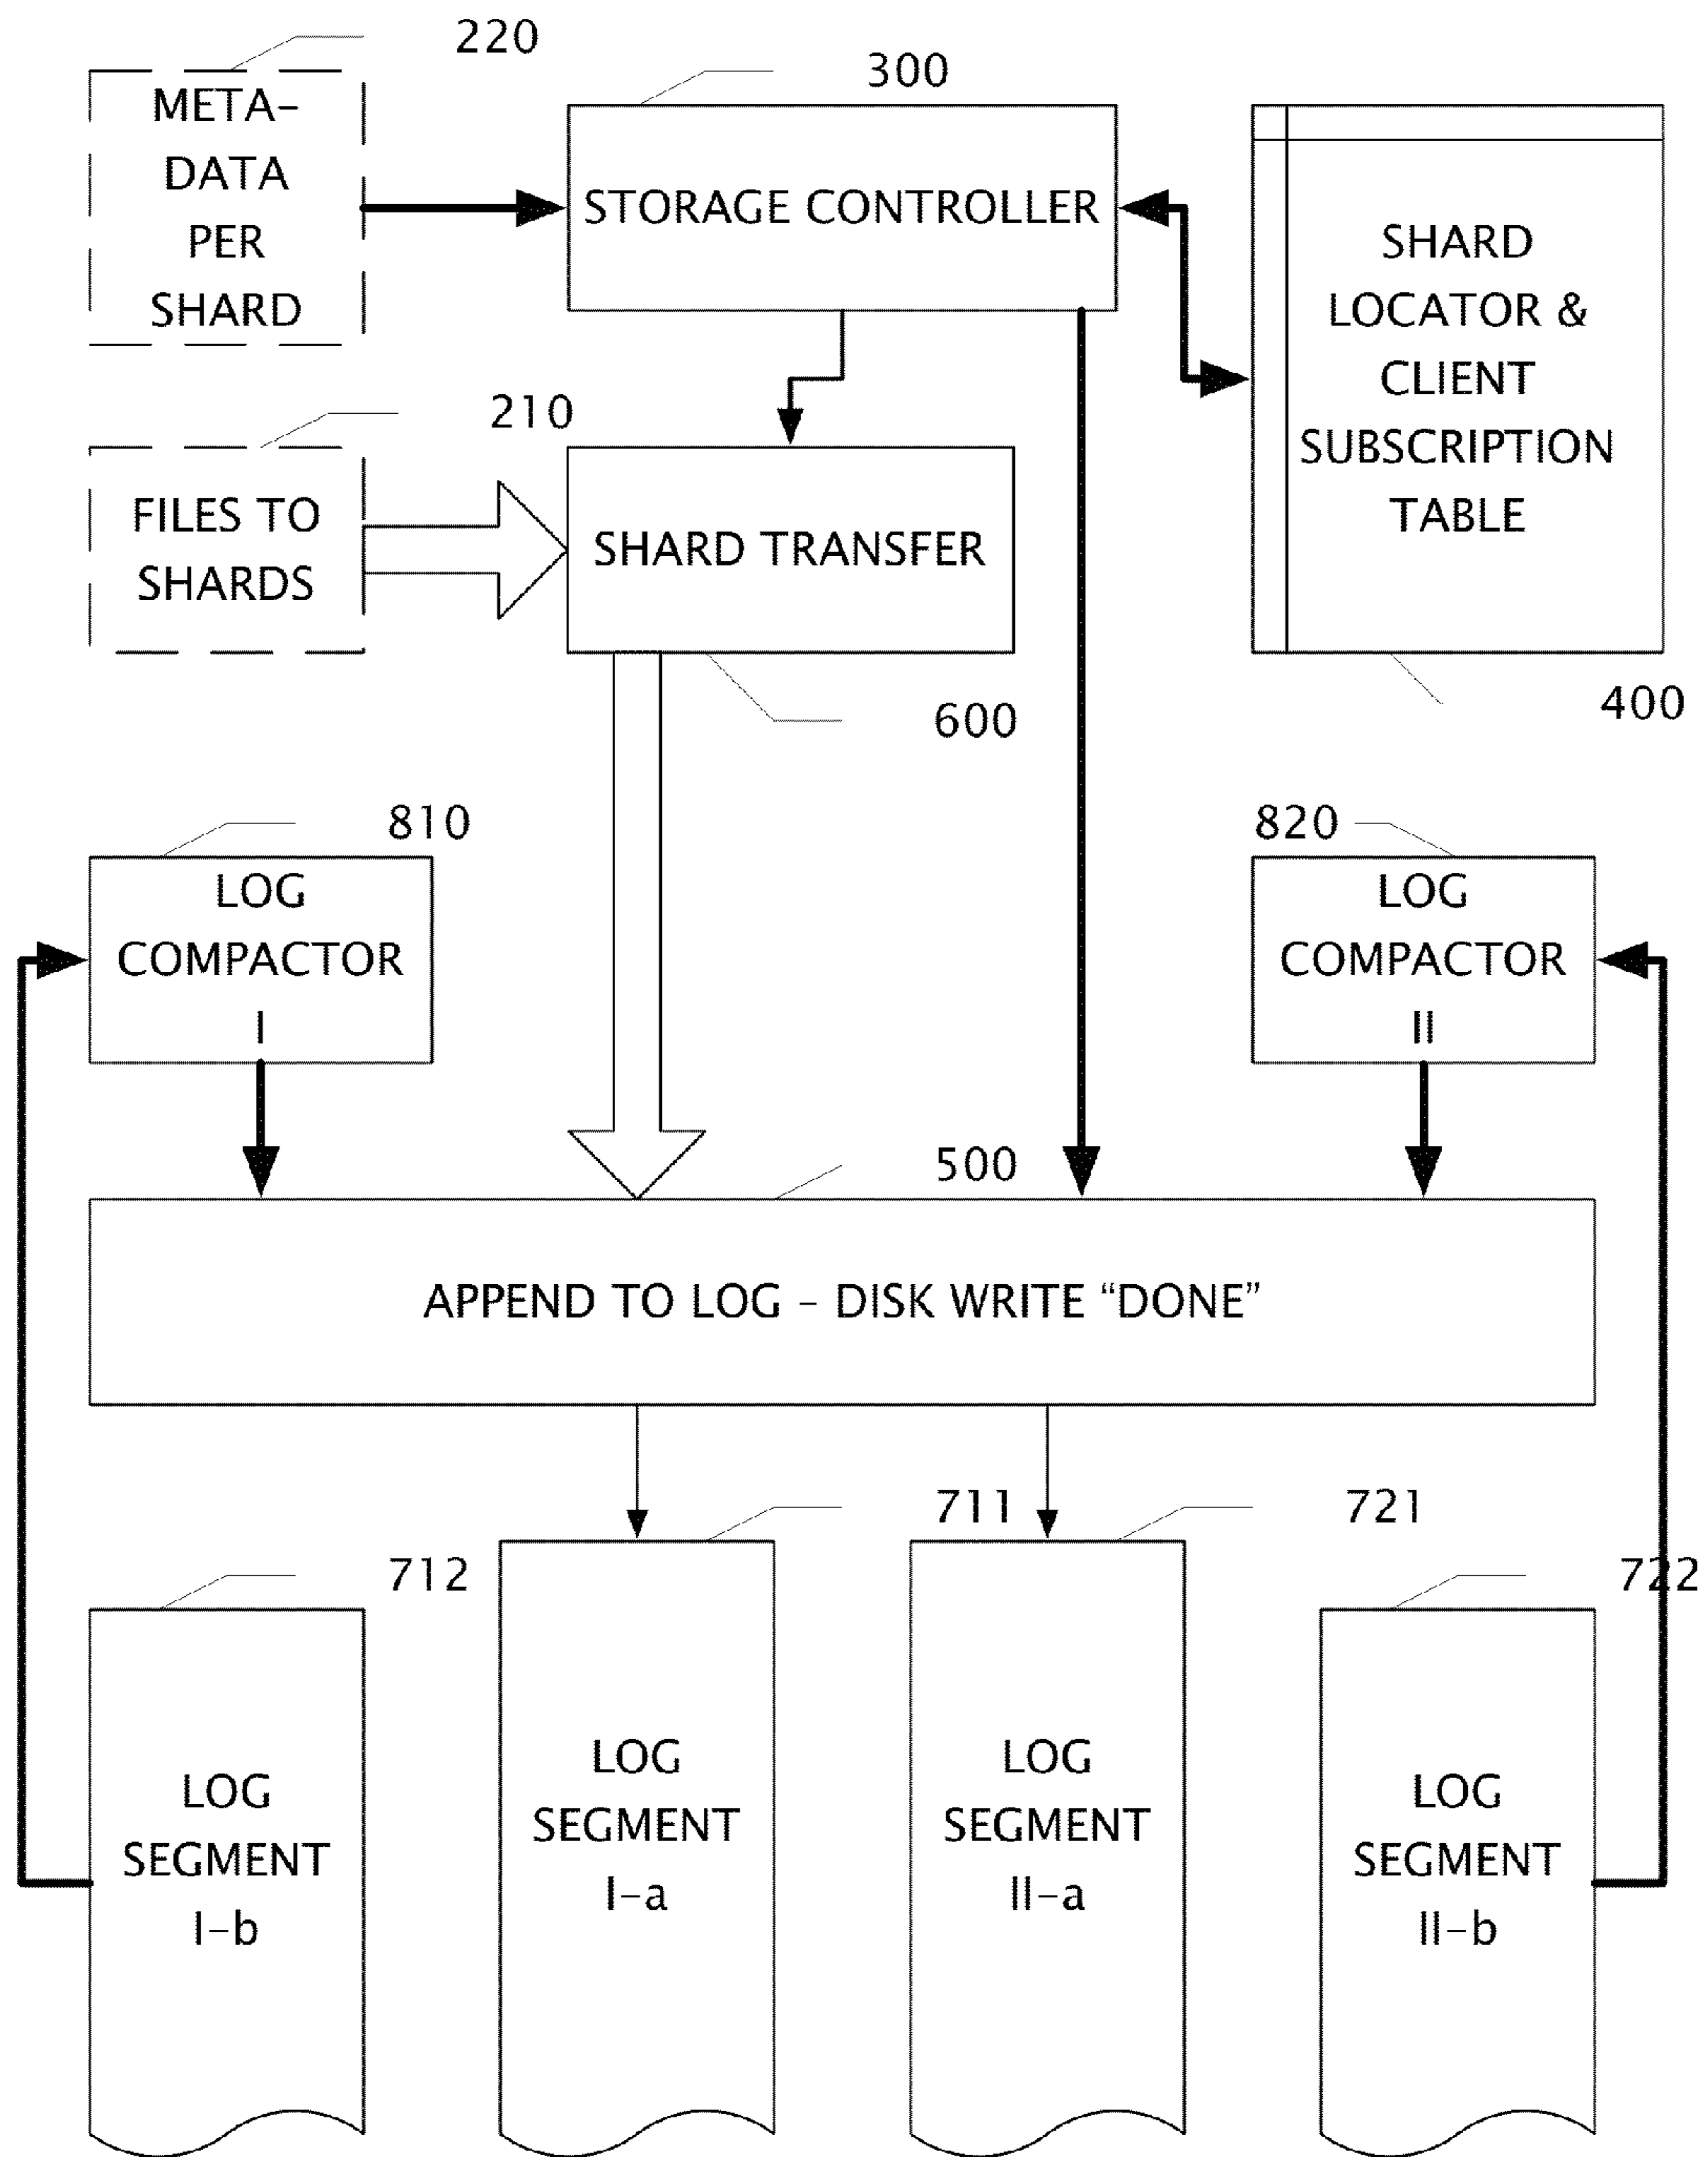 220
META-
DATA
PER
SHARD
300
STORAGE CONTROLLER
SHARD
LOCATOR &
CLIENT
SUBSCRIPTION
TABLE
400
210
FILES TO
SHARDS
SHARD TRANSFER
600
810
LOG
COMPACTOR
I
820
LOG
COMPACTOR
II
500
APPEND TO LOG – DISK WRITE “DONE”
712
LOG
SEGMENT
I-b
711
LOG
SEGMENT
I-a
721
LOG
SEGMENT
II-a
722
LOG
SEGMENT
II-b